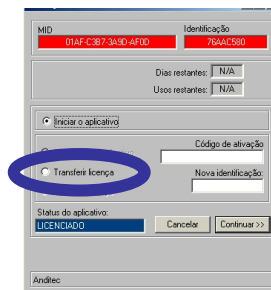 MID
Identificação
01AF-C3B7-3A9D-AF0D
76AAC580
Dias restantes: N/A
Usos restantes: N/A
Iniciar o aplicativo
Código de ativação
Transferir licença
Nova identificação:
Status do aplicativo:
LICENCIADO
Cancelar
Continuar >>
Anditec